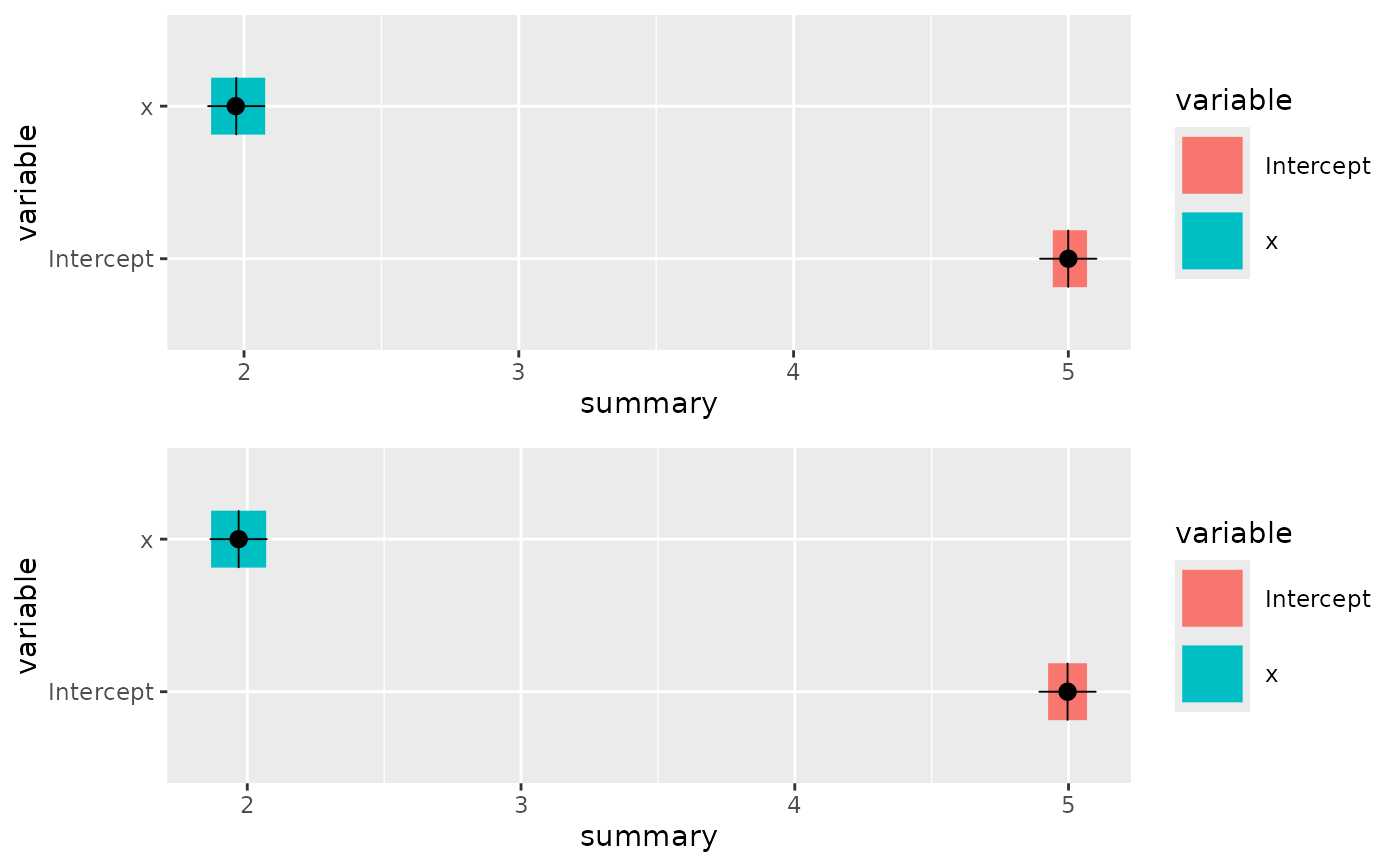 variable
x
Intercept
2 3 4 5
summary
variable
Intercept
x
variable
x
Intercept
2 3 4 5
summary
variable
Intercept
x